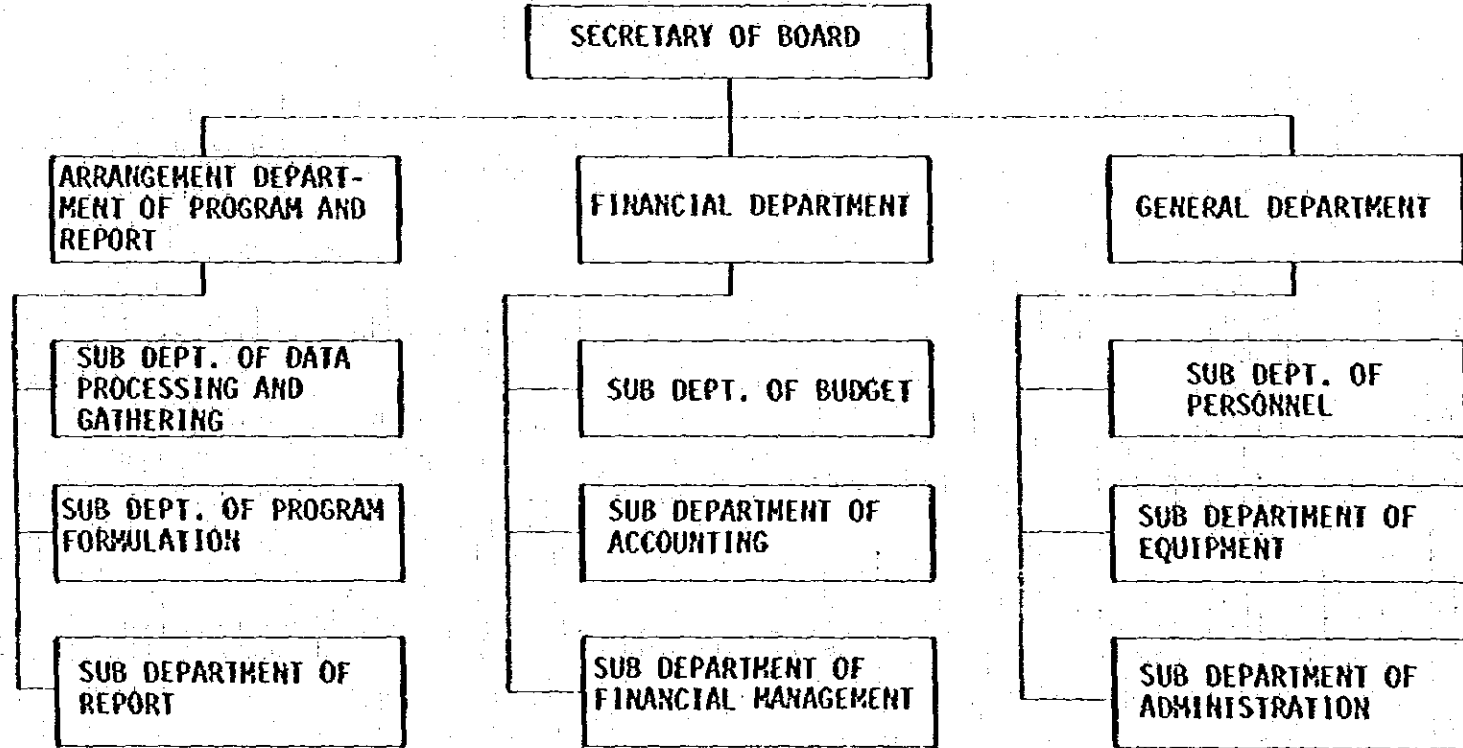 SECRETARY OF BOARD
ARRANGEMENT DEPART-
MENT OF PROGRAM AND
REPORT
FINANCIAL DEPARTMENT
GENERAL DEPARTMENT
SUB DEPT. OF DATA
PROCESSING AND
GATHERING
SUB DEPT. OF BUDGET
SUB DEPT. OF
PERSONNEL
SUB DEPT. OF PROGRAM
FORMULATION
SUB DEPARTMENT OF
ACCOUNTING
SUB DEPARTMENT OF
EQUIPMENT
SUB DEPARTMENT OF
REPORT
SUB DEPARTMENT OF
FINANCIAL MANAGEMENT
SUB DEPARTMENT OF
ADMINISTRATION